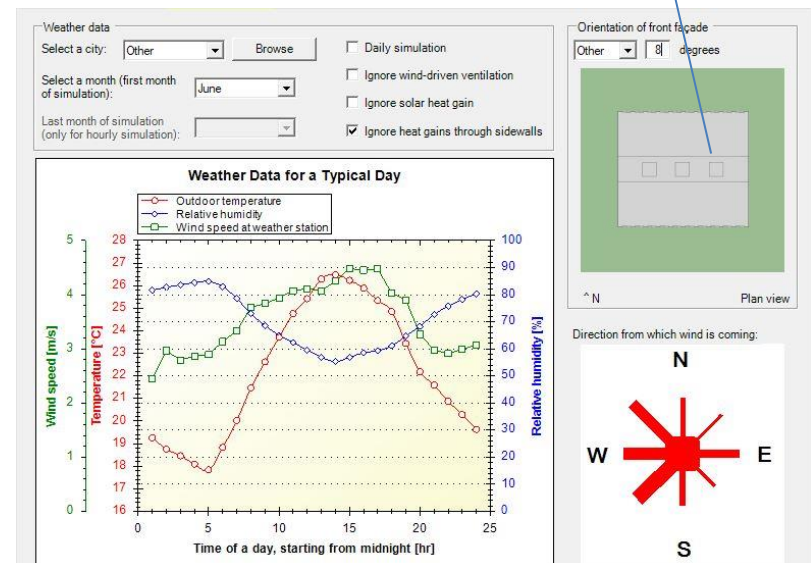 Weather data
Select a city:
Other
Browse
Select a month (first month
of simulation):
June
Last month of simulation
(only for hourly simulation):
Daily simulation
Ignore wind-driven ventilation
Ignore solar heat gain
Ignore heat gains through sidewalls
Orientation of front façade
Other
8
degrees
^ N
Plan view
Weather Data for a Typical Day
Outdoor temperature
Relative humidity
Wind speed at weather station
Wind speed [m/s]
5
4
3
2
1
0
Temperature [°C]
28
27
26
25
24
23
22
21
20
19
18
17
16
100
90
80
70
60
50
40
30
20
10
0
Relative humidity [%]
0
5
10
15
20
25
Time of a day, starting from midnight [hr]
Direction from which wind is coming:
N
W
E
S